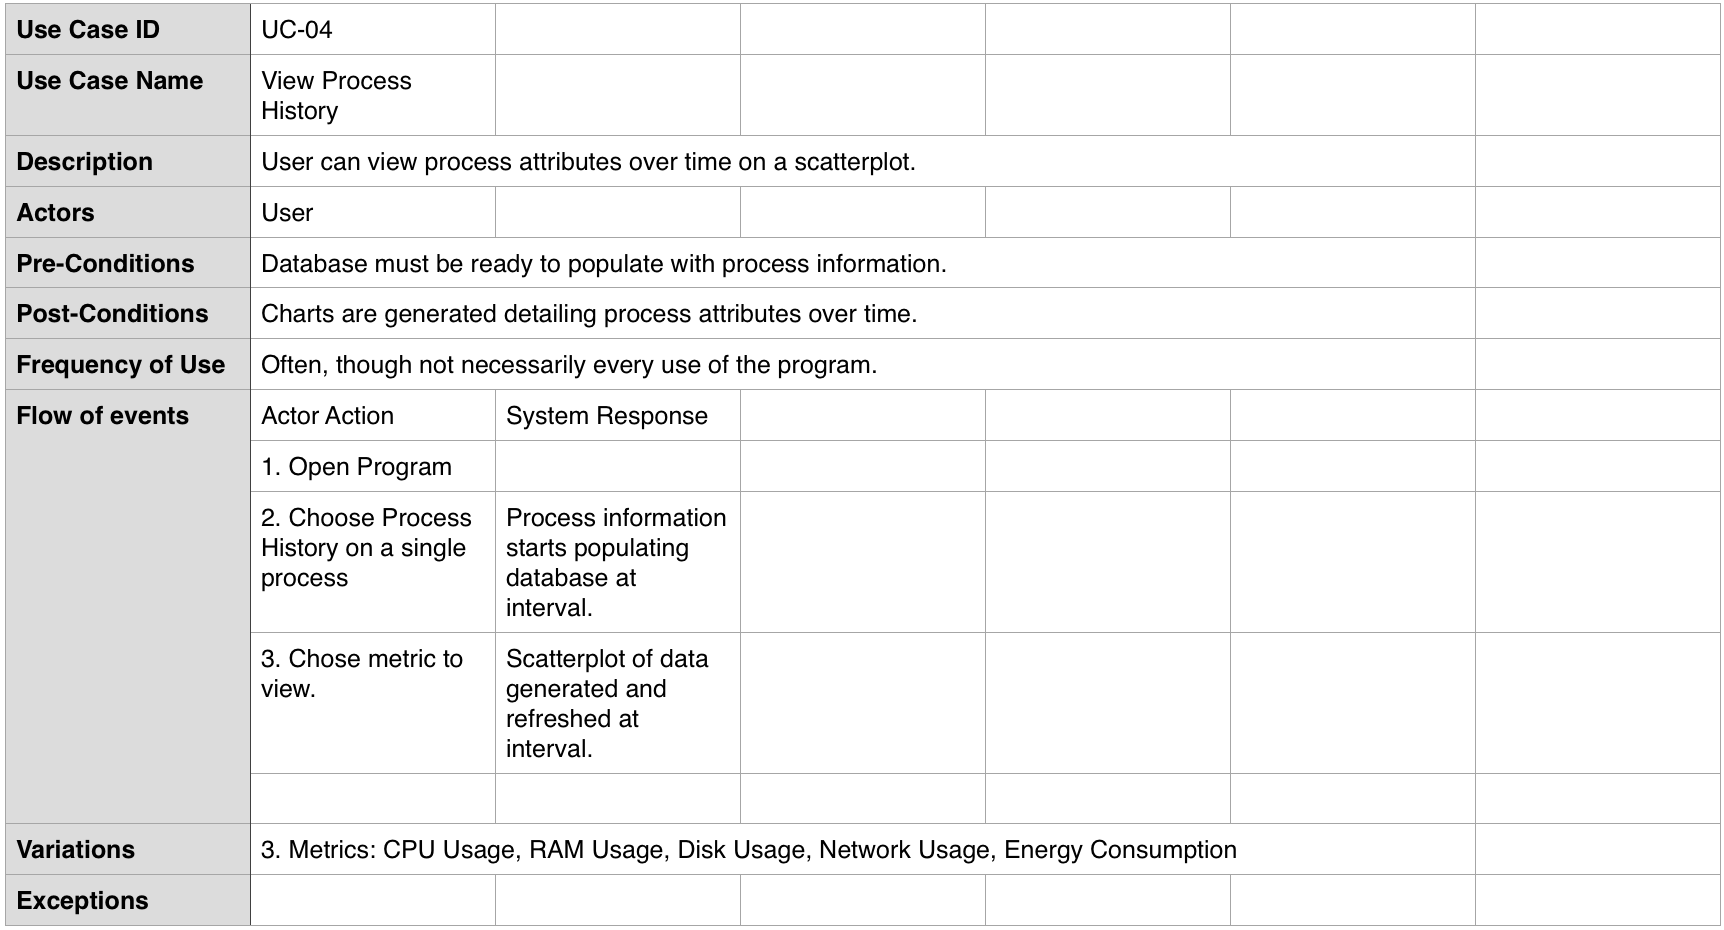 Use Case ID UC-04
Use Case Name View Process
History
Description User can view process attributes over time on a scatterplot.
Actors User
Pre-Conditions Database must be ready to populate with process information.
Post-Conditions Charts are generated detailing process attributes over time.
Frequency of Use Often, though not necessarily every use of the program.
Flow of events Actor Action System Response
1. Open Program
2. Choose Process
History on a single
process
Process information
starts populating
database at
interval.
3. Chose metric to
view.
Scatterplot of data
generated and
refreshed at
interval.
Variations 3. Metrics: CPU Usage, RAM Usage, Disk Usage, Network Usage, Energy Consumption
Exceptions